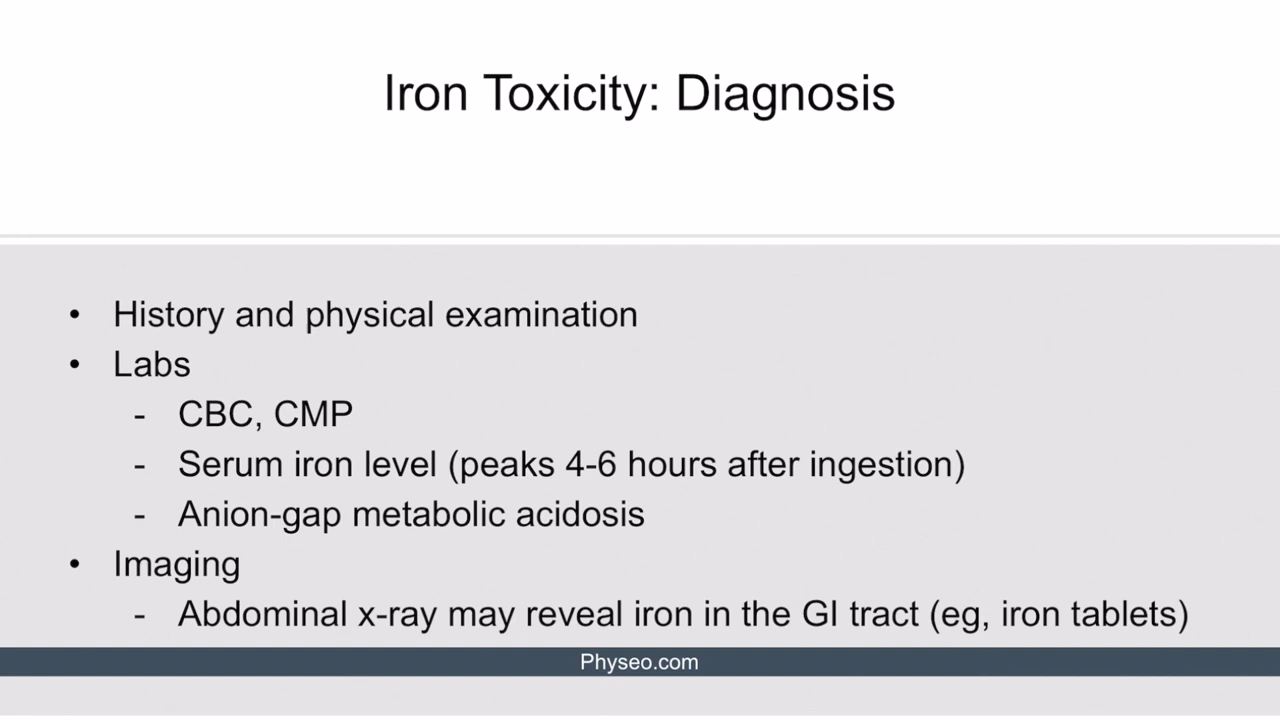 Iron Toxicity: Diagnosis
• History and physical examination
• Labs
- CBC, CMP
- Serum iron level (peaks 4-6 hours after ingestion)
- Anion-gap metabolic acidosis
• Imaging
- Abdominal x-ray may reveal iron in the GI tract (eg, iron tablets)
Physeo.com